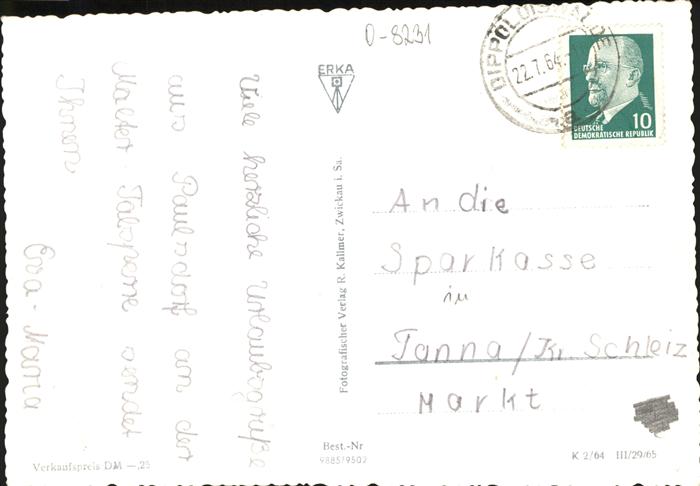 0-8231
ERKA
Viele herzliche Urlaubsgrüße
aus Paulsdorf an der
Malter-Talsperre sendet
Ihnen
Eva-Maria
Verkaufspreis DM —,25
Fotografischer Verlag R. Kallmer, Zwickau i. Sa.
Best.-Nr
9885/9502
DIPPOLDISWALDE
22.7.64
10
DEUTSCHE
DEMOKRATISCHE REPUBLIK
An die
Sparkasse
in
Tanna/Kr. Schleiz
Markt
K 2/64 III/29/65